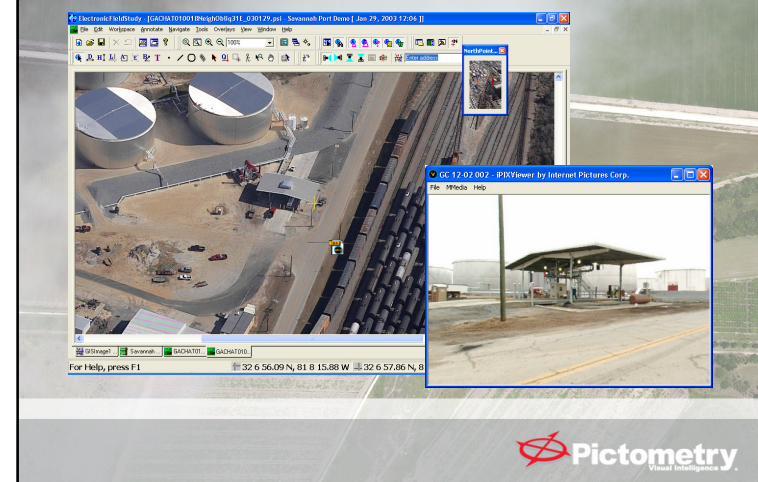 ElectronicFieldStudy - [GACHAT010018NeighObliq31E_030129.psi - Savannah Port Demo [ Jan 29, 2003 12:06 ]]
File Edit Workspace Annotate Navigate Tools Overlays View Window Help
100%
Enter address
NorthPoint...
GC 12-02 002 - iPIXViewer by Internet Pictures Corp.
File MMedia Help
GISImage1 ... Savannah... GACHAT01... GACHAT010...
For Help, press F1
32 6 56.09 N, 81 8 15.88 W 32 6 57.86 N, 8
Pictometry
Visual Intelligence